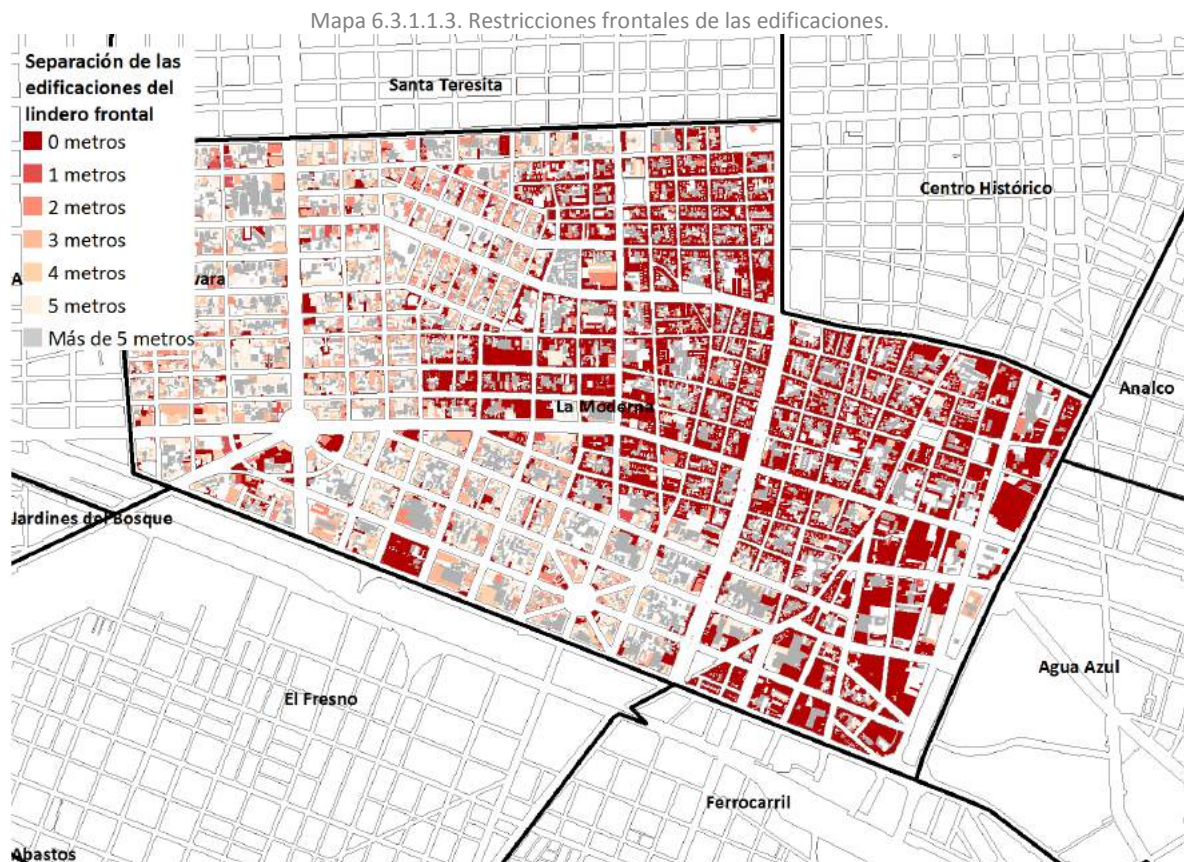 Mapa 6.3.1.1.3. Restricciones frontales de las edificaciones.
Separación de las
edificaciones del
lindero frontal
0 metros
1 metros
2 metros
3 metros
4 metros
5 metros
Más de 5 metros
Santa Teresita
Centro Histórico
A
vara
Analco
La Moderna
Jardines del Bosque
Agua Azul
El Fresno
Ferrocarril
Abastos